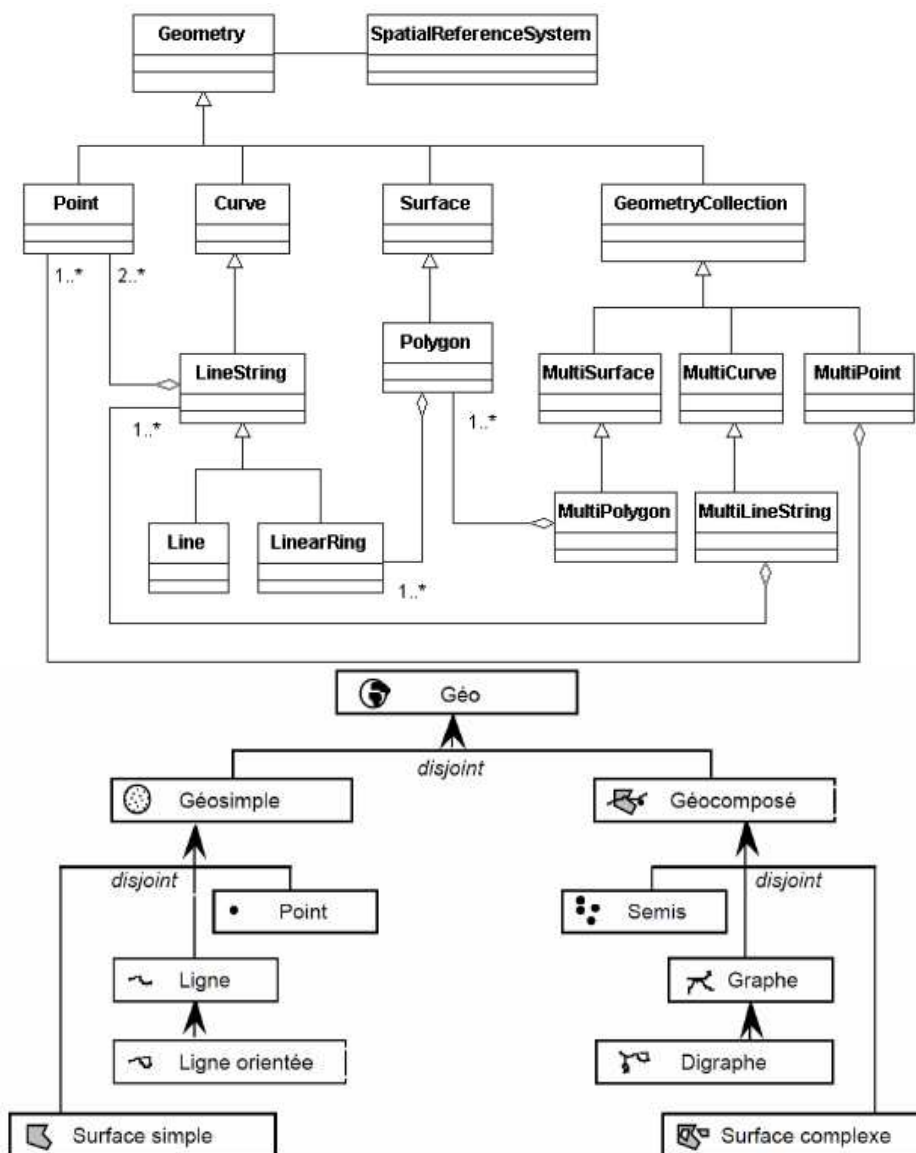 Geometry
SpatialReferenceSystem
Point
Curve
Surface
GeometryCollection
1..*
2..*
LineString
Polygon
MultiSurface
MultiCurve
MultiPoint
1..*
1..*
Line
LinearRing
MultiPolygon
MultiLineString
1..*
Géo
disjoint
Géosimple
Géocomposé
disjoint
disjoint
Point
Semis
Ligne
Graphe
Ligne orientée
Digraphe
Surface simple
Surface complexe